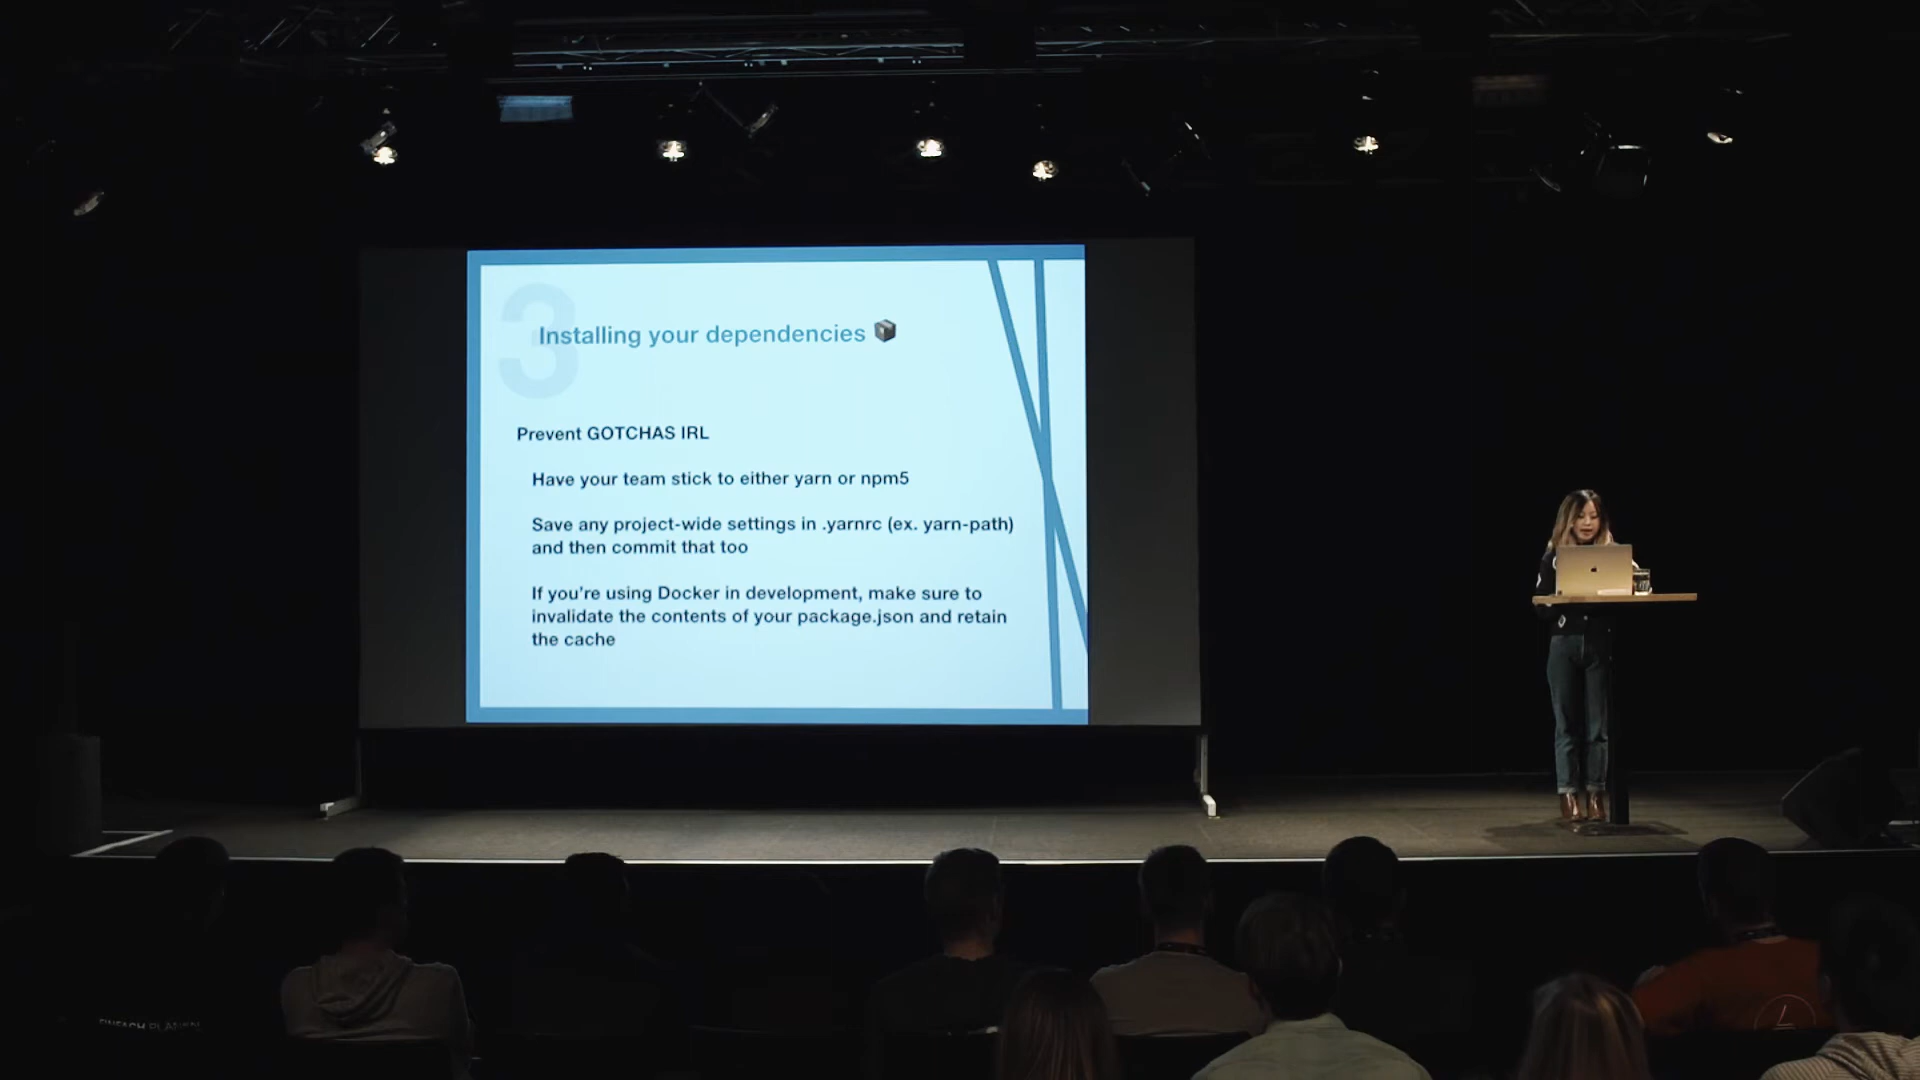 3
Installing your dependencies
Prevent GOTCHAS IRL
Have your team stick to either yarn or npm5
Save any project-wide settings in .yarnrc (ex. yarn-path)
and then commit that too
If you're using Docker in development, make sure to
invalidate the contents of your package.json and retain
the cache